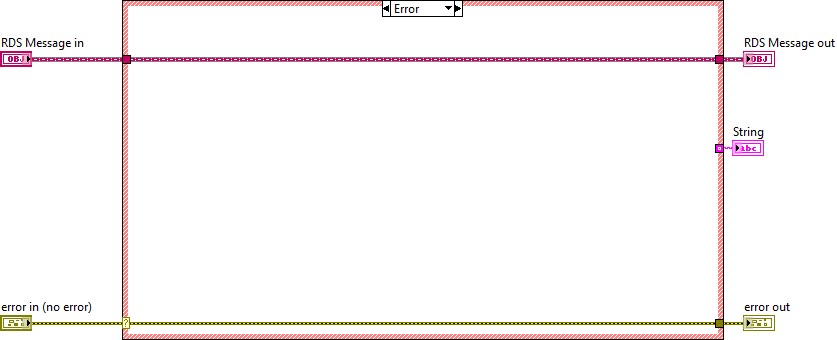 Error
RDS Message in
RDS Message out
OBJ
OBJ
String
abc
error in (no error)
error out
?